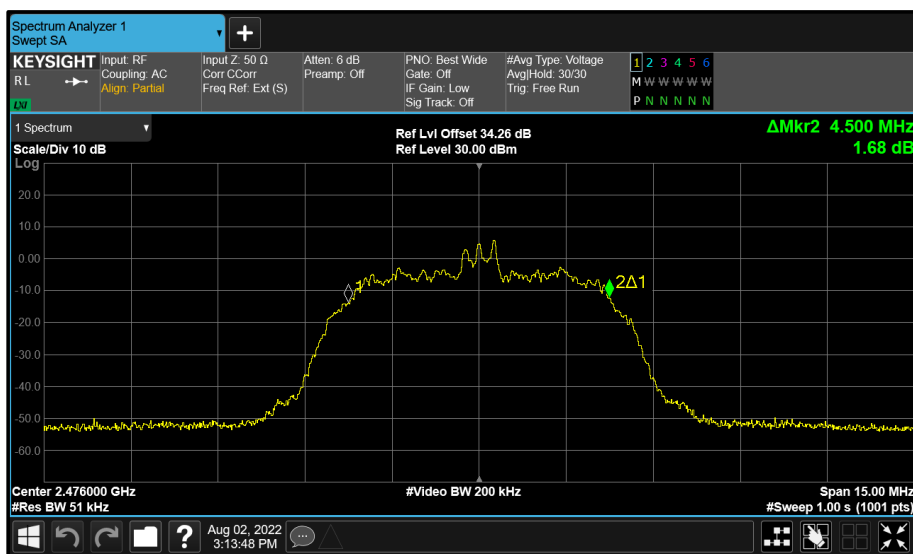 Spectrum Analyzer 1
Swept SA
KEYSIGHT
R L
LXI
Input: RF
Coupling: AC
Align: Partial
Input Z: 50 Ω
Corr CCorr
Freq Ref: Ext (S)
Atten: 6 dB
Preamp: Off
PNO: Best Wide
Gate: Off
IF Gain: Low
Sig Track: Off
#Avg Type: Voltage
Avg|Hold: 30/30
Trig: Free Run
1 2 3 4 5 6
M W W W W W
P N N N N N
1 Spectrum
Scale/Div 10 dB
Ref Lvl Offset 34.26 dB
Ref Level 30.00 dBm
ΔMkr2 4.500 MHz
1.68 dB
Log
20.0
10.0
0.00
-10.0
-20.0
-30.0
-40.0
-50.0
-60.0
1
2Δ1
Center 2.476000 GHz
#Res BW 51 kHz
#Video BW 200 kHz
Span 15.00 MHz
#Sweep 1.00 s (1001 pts)
?
Aug 02, 2022
3:13:48 PM